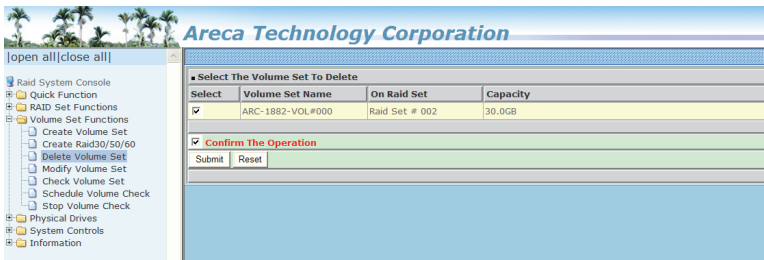 Areca Technology Corporation
|open all|close all|
Raid System Console
Quick Function
RAID Set Functions
Volume Set Functions
Create Volume Set
Create Raid30/50/60
Delete Volume Set
Modify Volume Set
Check Volume Set
Schedule Volume Check
Stop Volume Check
Physical Drives
System Controls
Information
Select The Volume Set To Delete
Select Volume Set Name On Raid Set Capacity
ARC-1882-VOL#000 Raid Set # 002 30.0GB
Confirm The Operation
Submit Reset